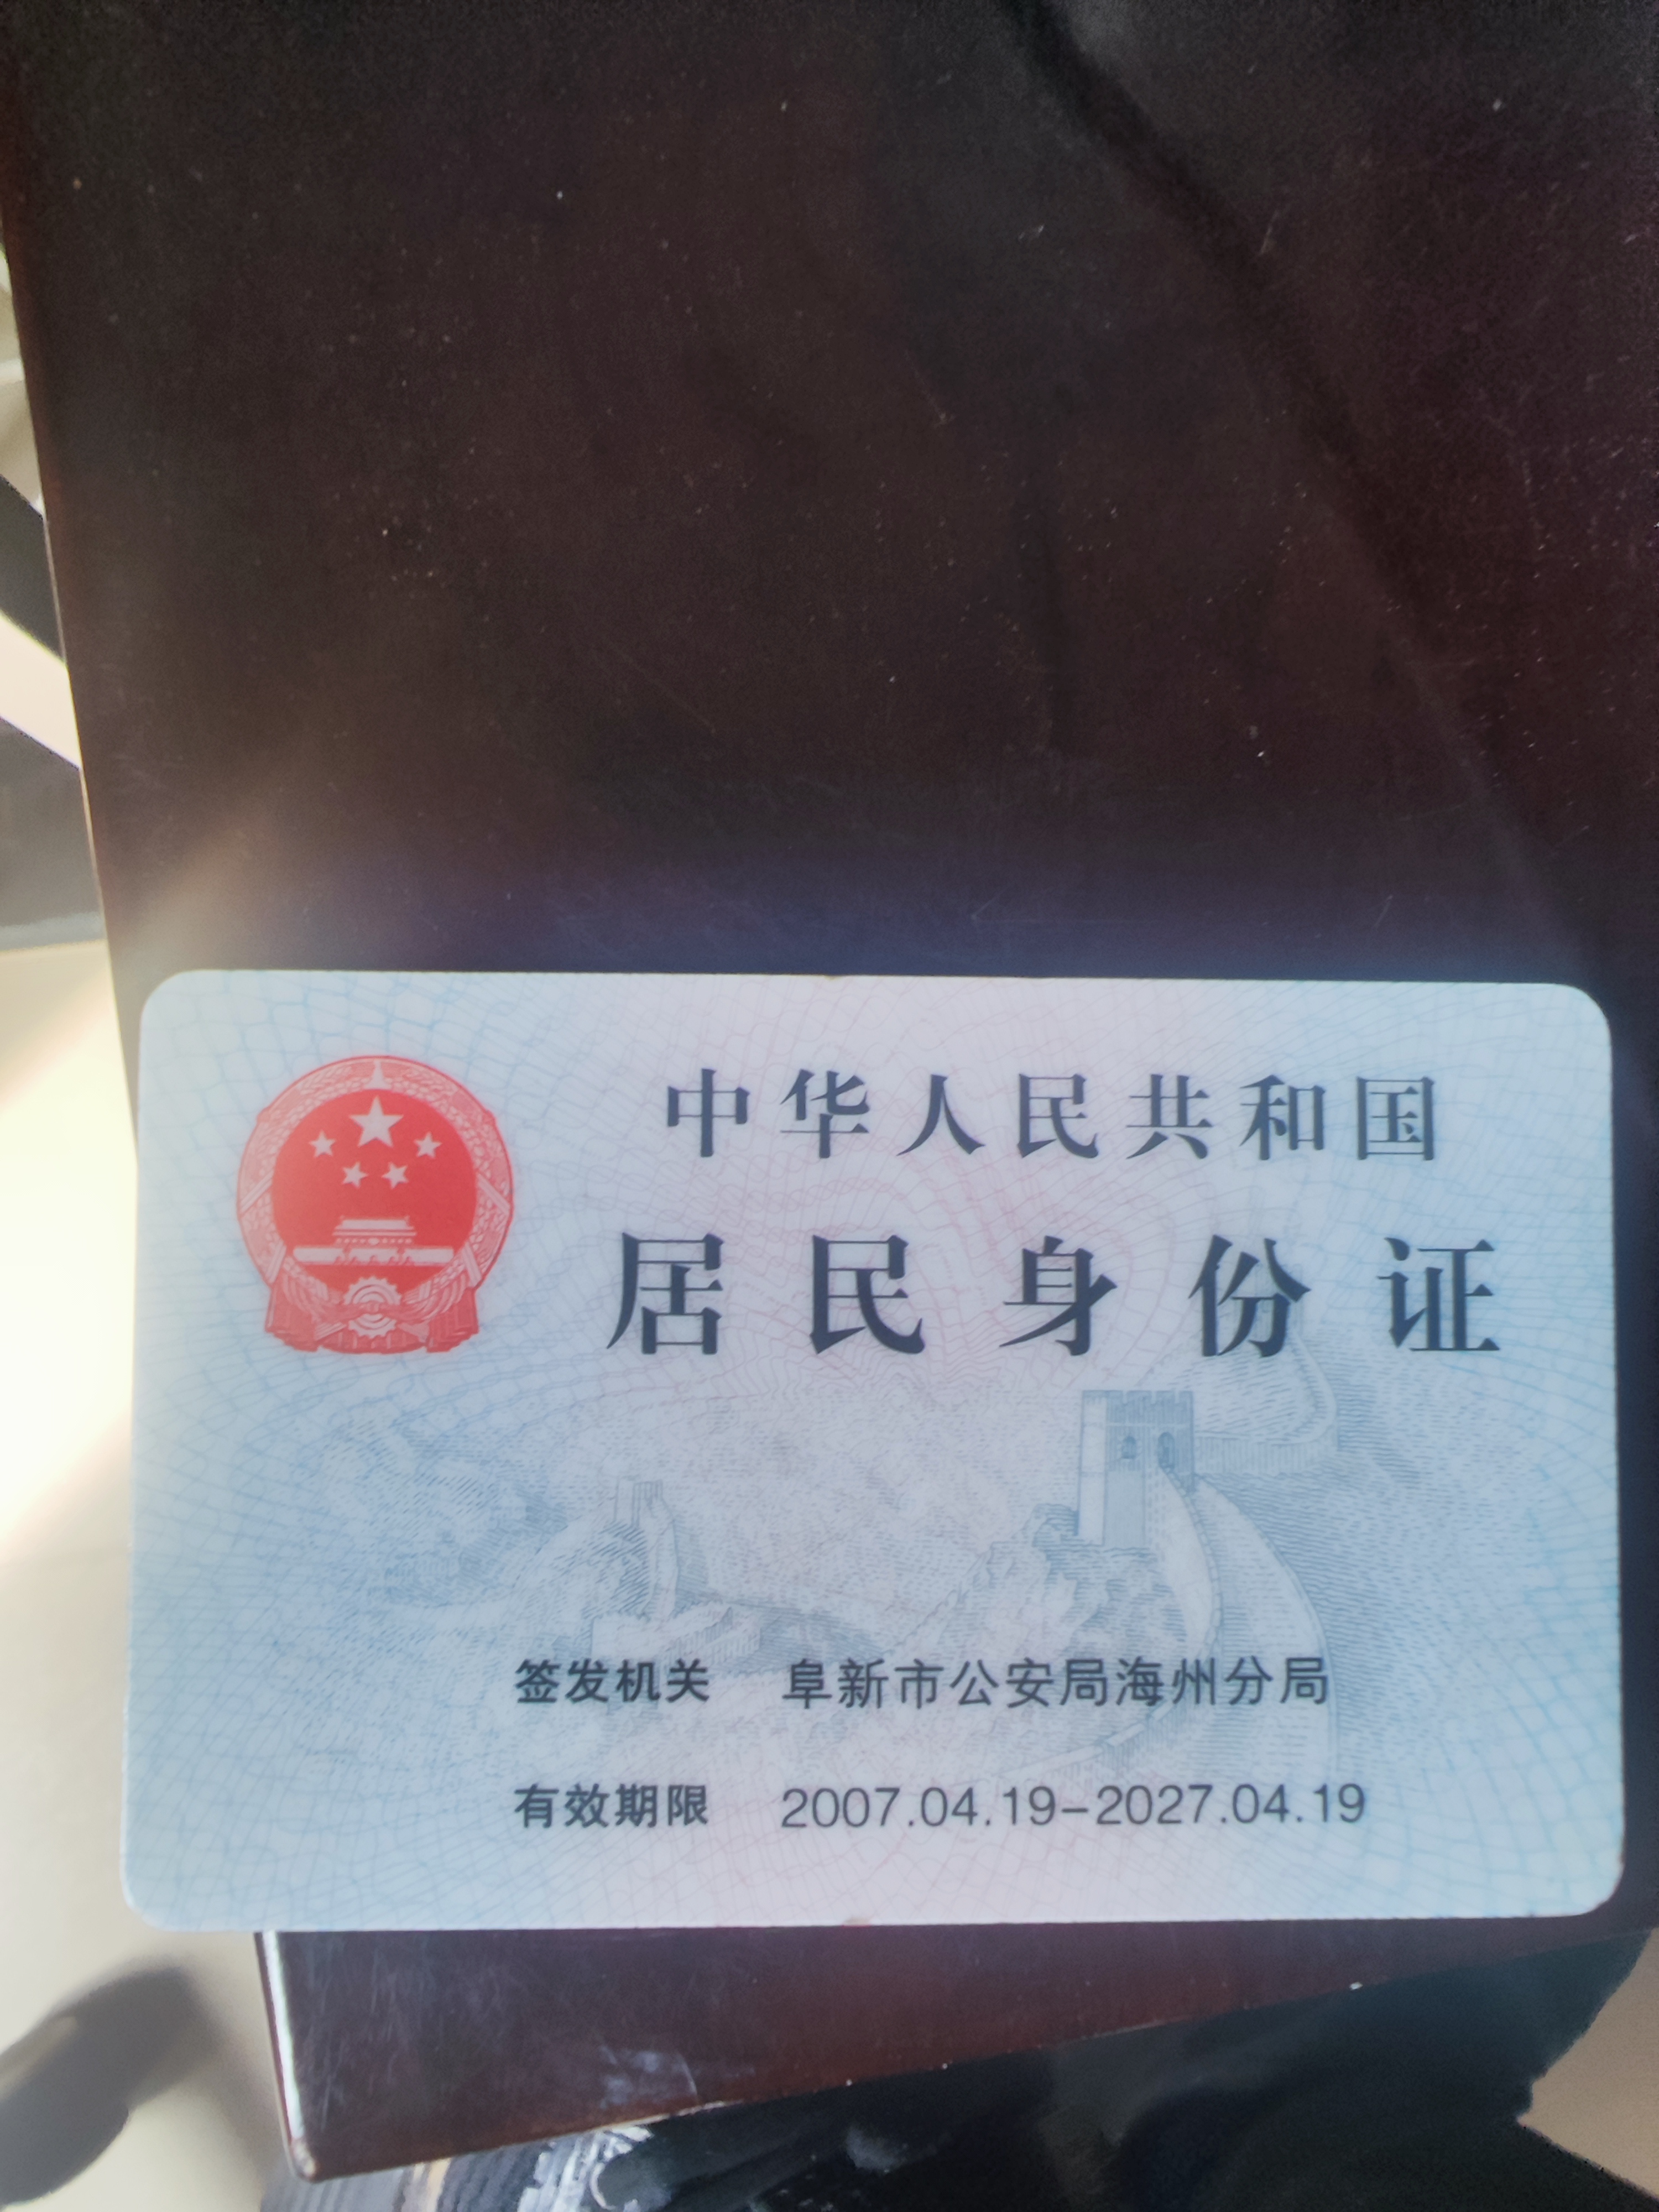 中华人民共和国
居民身份证
签发机关 阜新市公安局海州分局
有效期限 2007.04.19-2027.04.19